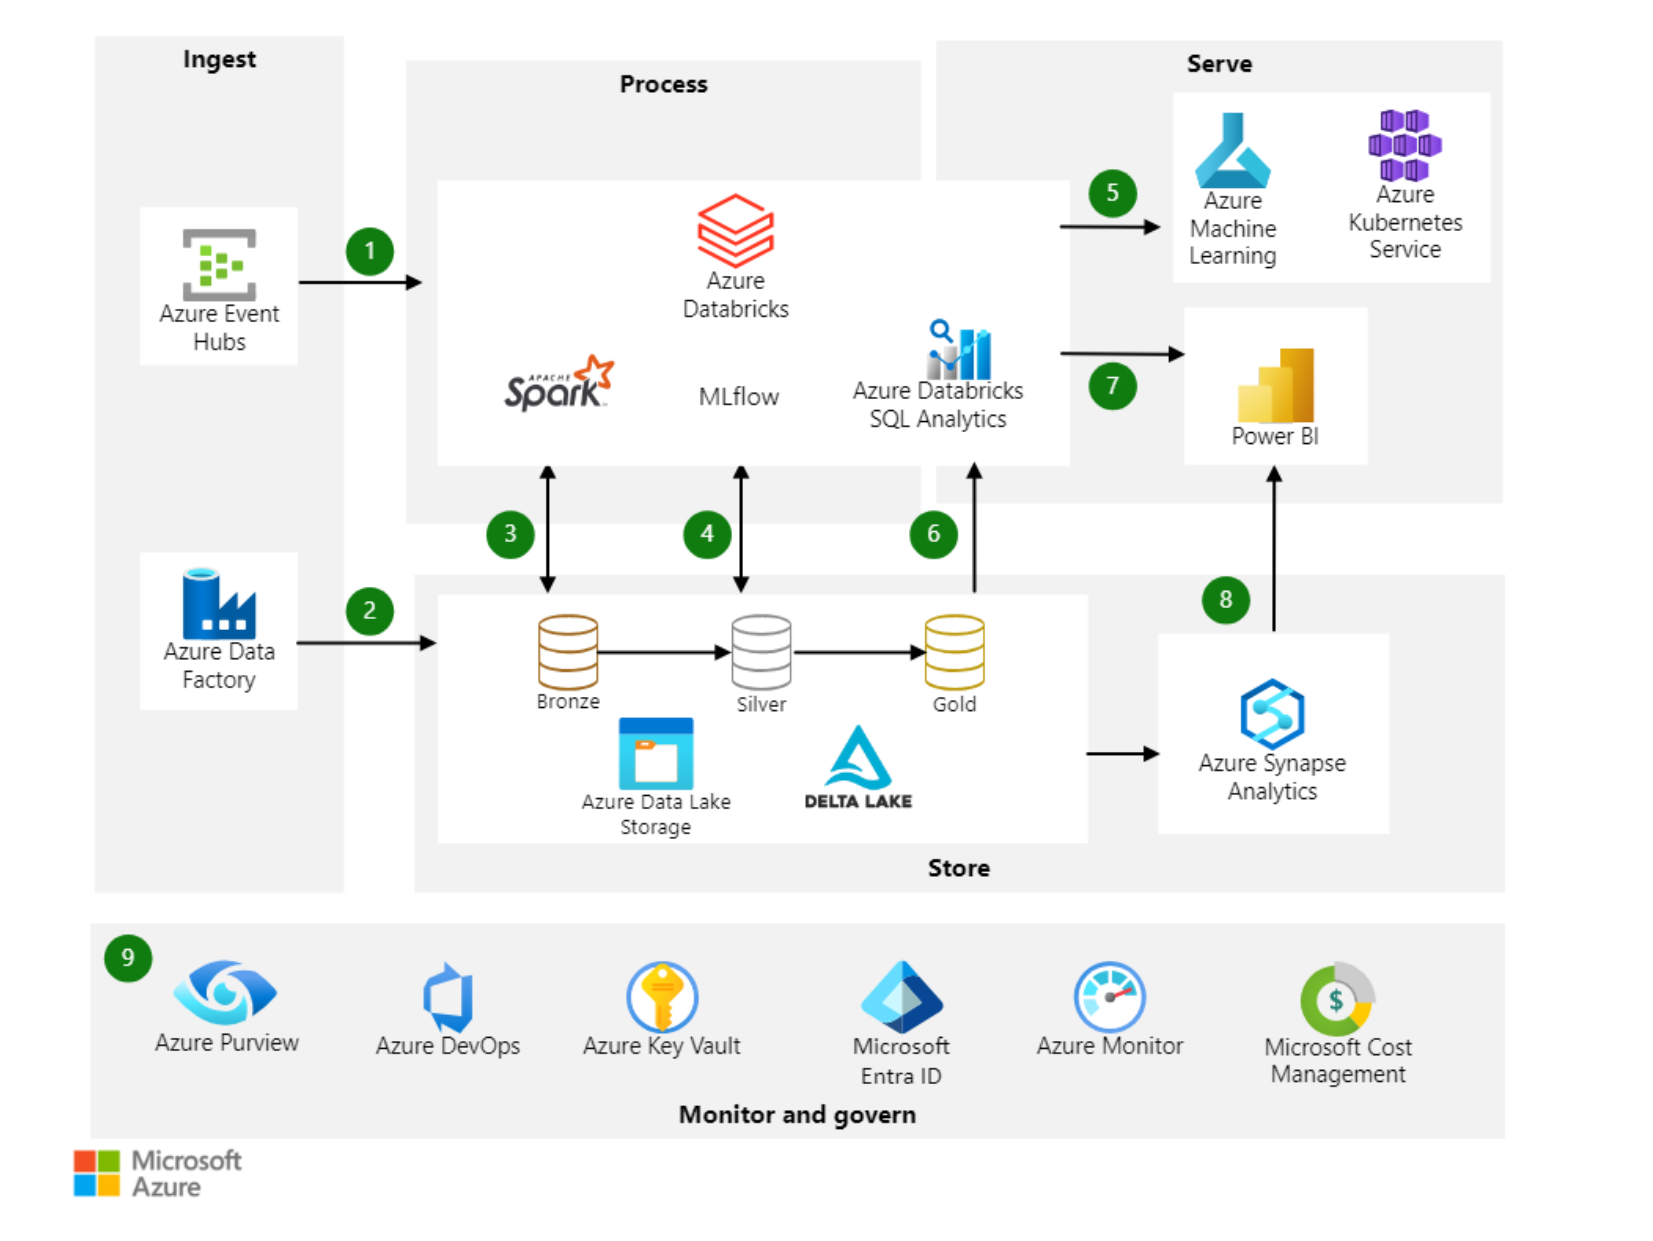 Ingest
Process
Serve
Azure Event
Hubs
1
Azure
Databricks
APACHE
Spark
MLflow
Azure Databricks
SQL Analytics
5
Azure
Machine
Learning
Azure
Kubernetes
Service
7
Power BI
3
4
6
8
Azure Data
Factory
2
Bronze
Silver
Gold
Azure Data Lake
Storage
DELTA LAKE
Azure Synapse
Analytics
Store
9
Azure Purview
Azure DevOps
Azure Key Vault
Microsoft
Entra ID
Azure Monitor
$
Microsoft Cost
Management
Monitor and govern
Microsoft
Azure